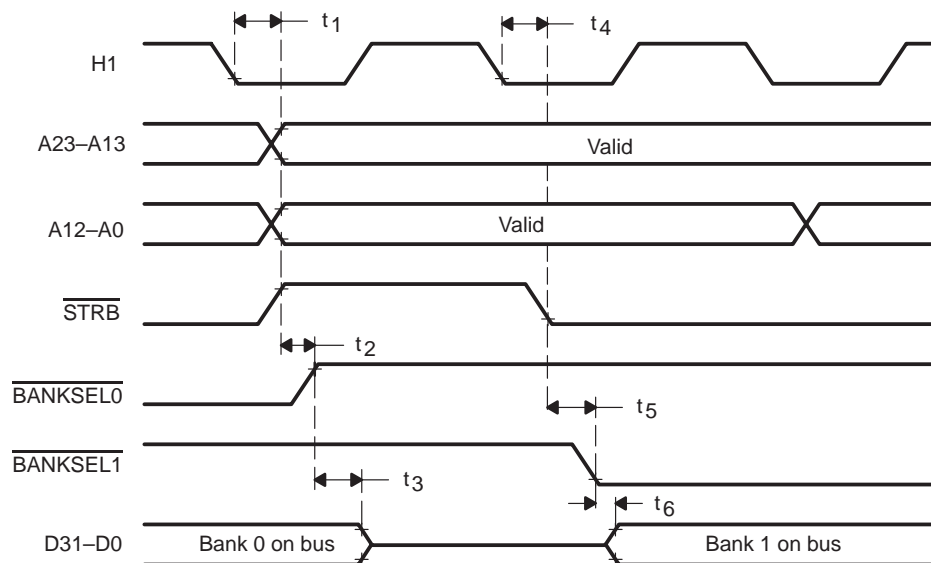 t1
t4
H1
A23–A13
Valid
A12–A0
Valid
STRB
t2
BANKSEL0
t5
BANKSEL1
t3
t6
D31–D0
Bank 0 on bus
Bank 1 on bus